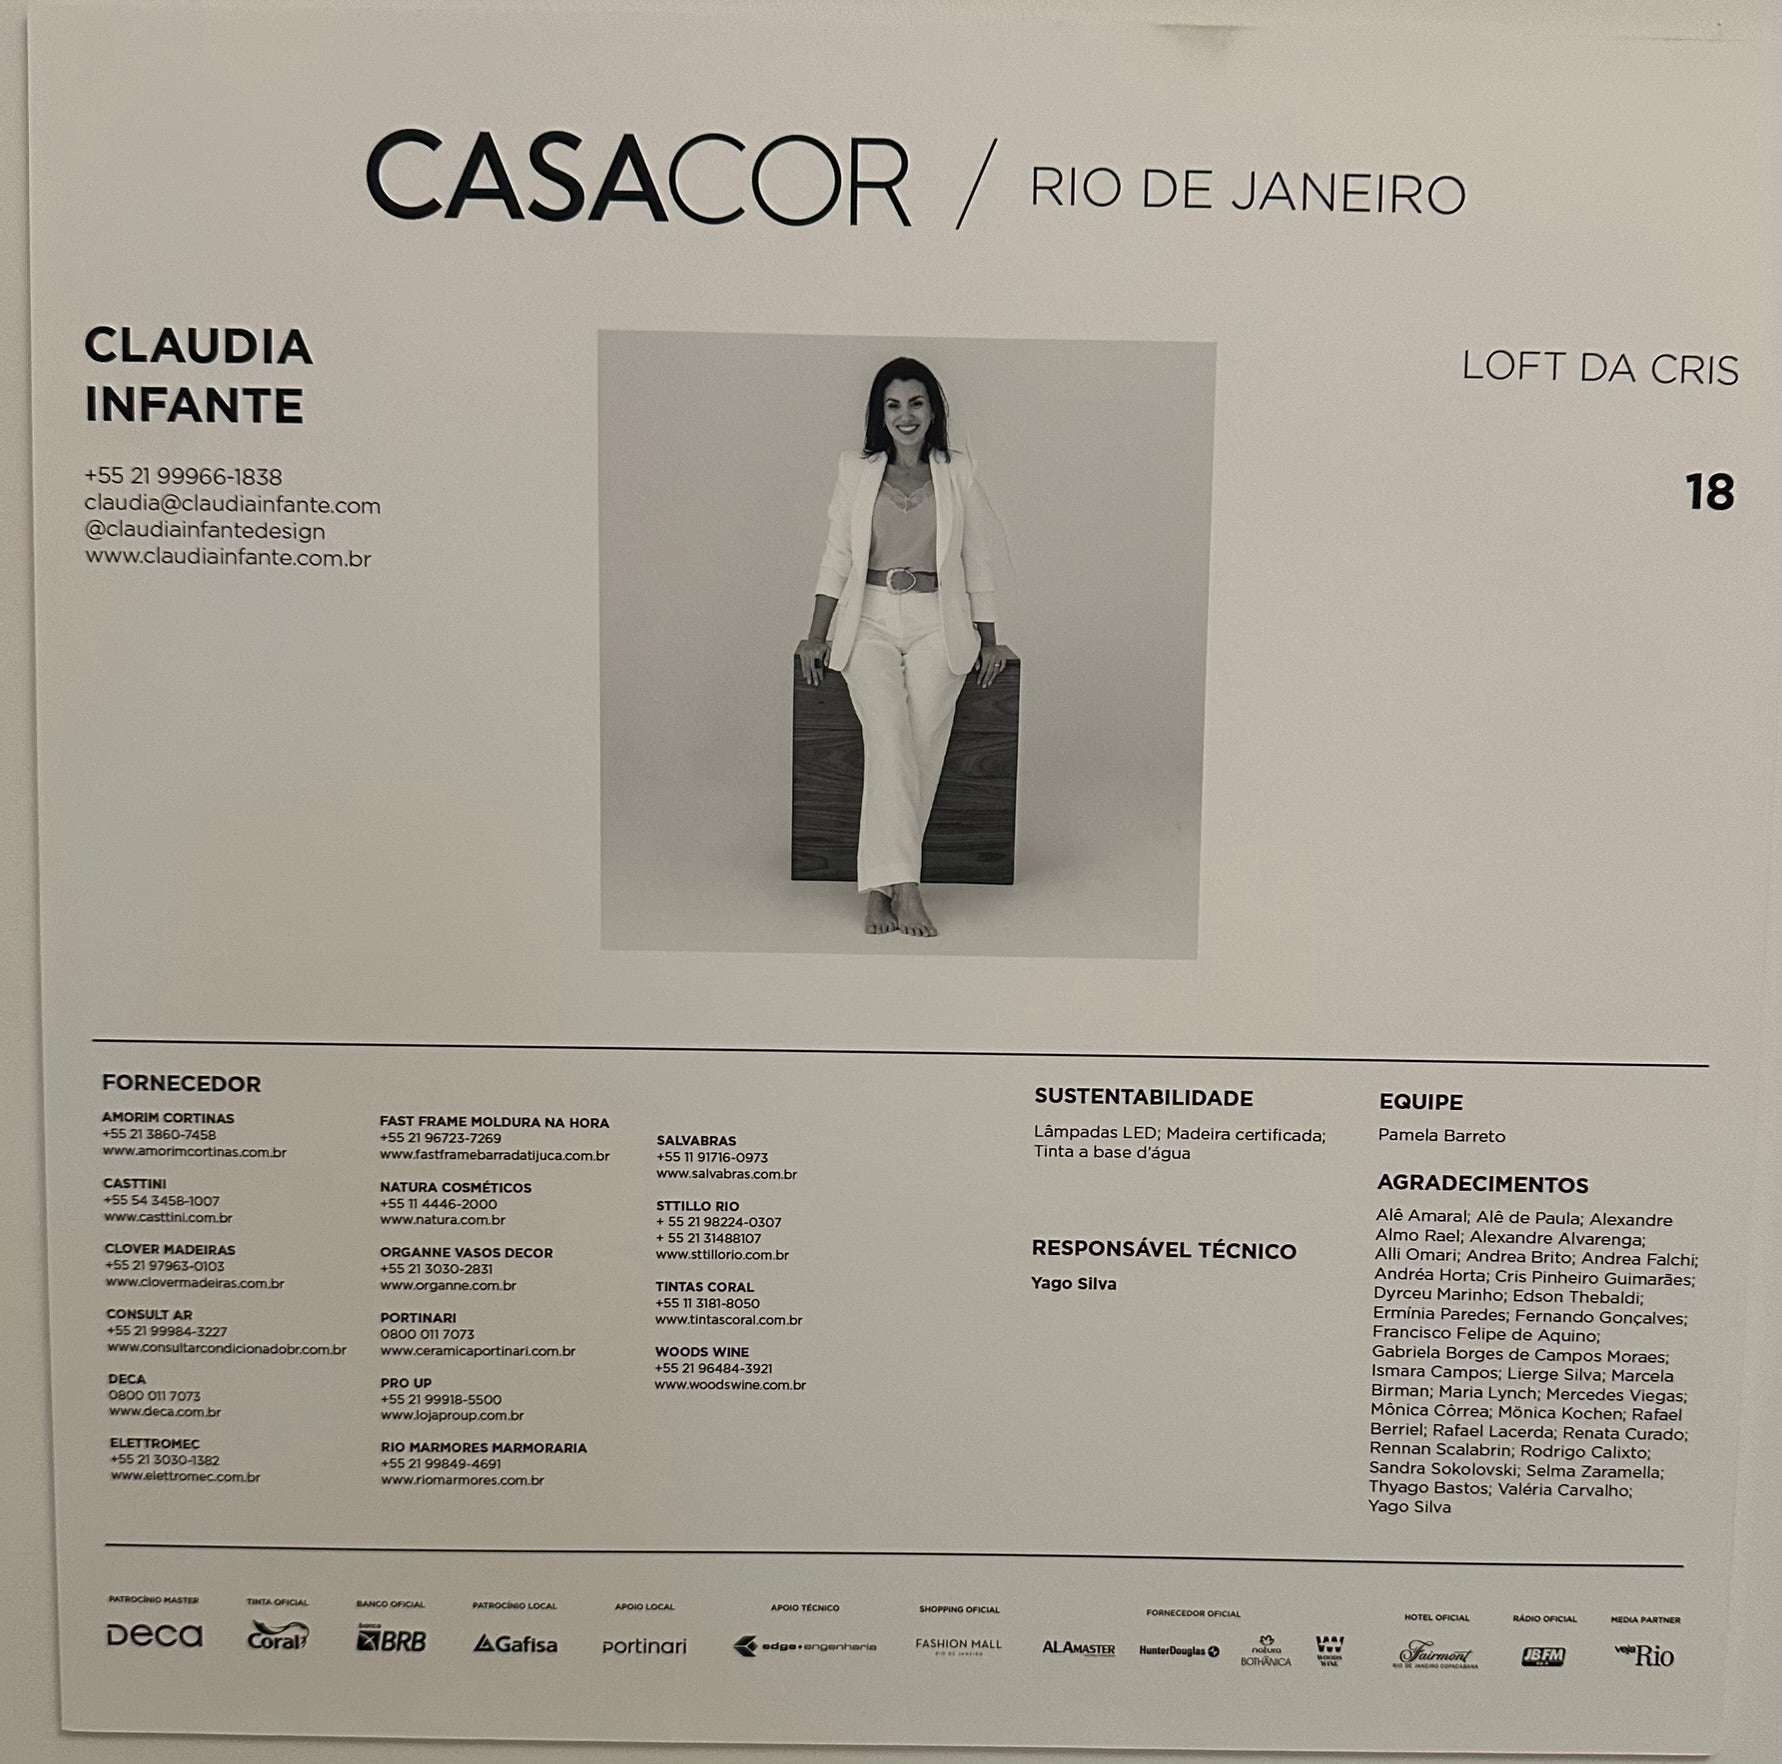 CASACOR / RIO DE JANEIRO
CLAUDIA
INFANTE
+55 21 99966-1838
claudia@claudiainfante.com
@claudiainfantedesign
www.claudiainfante.com.br
LOFT DA CRIS
18
FORNECEDOR
AMORIM CORTINAS
+55 21 3860-7458
www.amorimcortinas.com.br
CASTTINI
+55 54 3458-1007
www.casttini.com.br
CLOVER MADEIRAS
+55 21 97963-0103
www.clovermadeiras.com.br
CONSULT AR
+55 21 99984-3227
www.consultarcondicionadobr.com.br
DECA
0800 011 7073
www.deca.com.br
ELETTROMEC
+55 21 3030-1382
www.elettromec.com.br
FAST FRAME MOLDURA NA HORA
+55 21 96723-7269
www.fastframebarradatijuca.com.br
NATURA COSMÉTICOS
+55 11 4446-2000
www.natura.com.br
ORGANNE VASOS DECOR
+55 21 3030-2831
www.organne.com.br
PORTINARI
0800 011 7073
www.ceramicaportinari.com.br
PRO UP
+55 21 99918-5500
www.lojaproup.com.br
RIO MARMORES MARMORARIA
+55 21 99849-4691
www.riomarmores.com.br
SALVABRAS
+55 11 91716-0973
www.salvabras.com.br
STTILLO RIO
+ 55 21 98224-0307
+ 55 21 31488107
www.sttillorio.com.br
TINTAS CORAL
+55 11 3181-8050
www.tintascoral.com.br
WOODS WINE
+55 21 96484-3921
www.woodswine.com.br
SUSTENTABILIDADE
Lâmpadas LED; Madeira certificada;
Tinta a base d'água
RESPONSÁVEL TÉCNICO
Yago Silva
EQUIPE
Pamela Barreto
AGRADECIMENTOS
Alê Amaral; Alê de Paula; Alexandre
Almo Rael; Alexandre Alvarenga;
Alli Omari; Andrea Brito; Andrea Falchi;
Andréa Horta; Cris Pinheiro Guimarães;
Dyrceu Marinho; Edson Thebaldi;
Ermínia Paredes; Fernando Gonçalves;
Francisco Felipe de Aquino;
Gabriela Borges de Campos Moraes;
Ismara Campos; Lierge Silva; Marcela
Birman; Maria Lynch; Mercedes Viegas;
Mônica Côrrea; Mönica Kochen; Rafael
Berriel; Rafael Lacerda; Renata Curado;
Rennan Scalabrin; Rodrigo Calixto;
Sandra Sokolovski; Selma Zaramella;
Thyago Bastos; Valéria Carvalho;
Yago Silva
PATROCÍNIO MASTER
Deca
TINTA OFICIAL
Coral
BANCO OFICIAL
banco
BRB
PATROCÍNIO LOCAL
Gafisa
APOIO LOCAL
portinari
APOIO TÉCNICO
edge•engenharia
SHOPPING OFICIAL
FASHION MALL
RIO DE JANEIRO
FORNECEDOR OFICIAL
ALAMASTER
HunterDouglas
natura
BOTHÂNICA
WOODS
WINE
HOTEL OFICIAL
Fairmont
RIO DE JANEIRO COPACABANA
RÁDIO OFICIAL
JBFM
MEDIA PARTNER
veja Rio